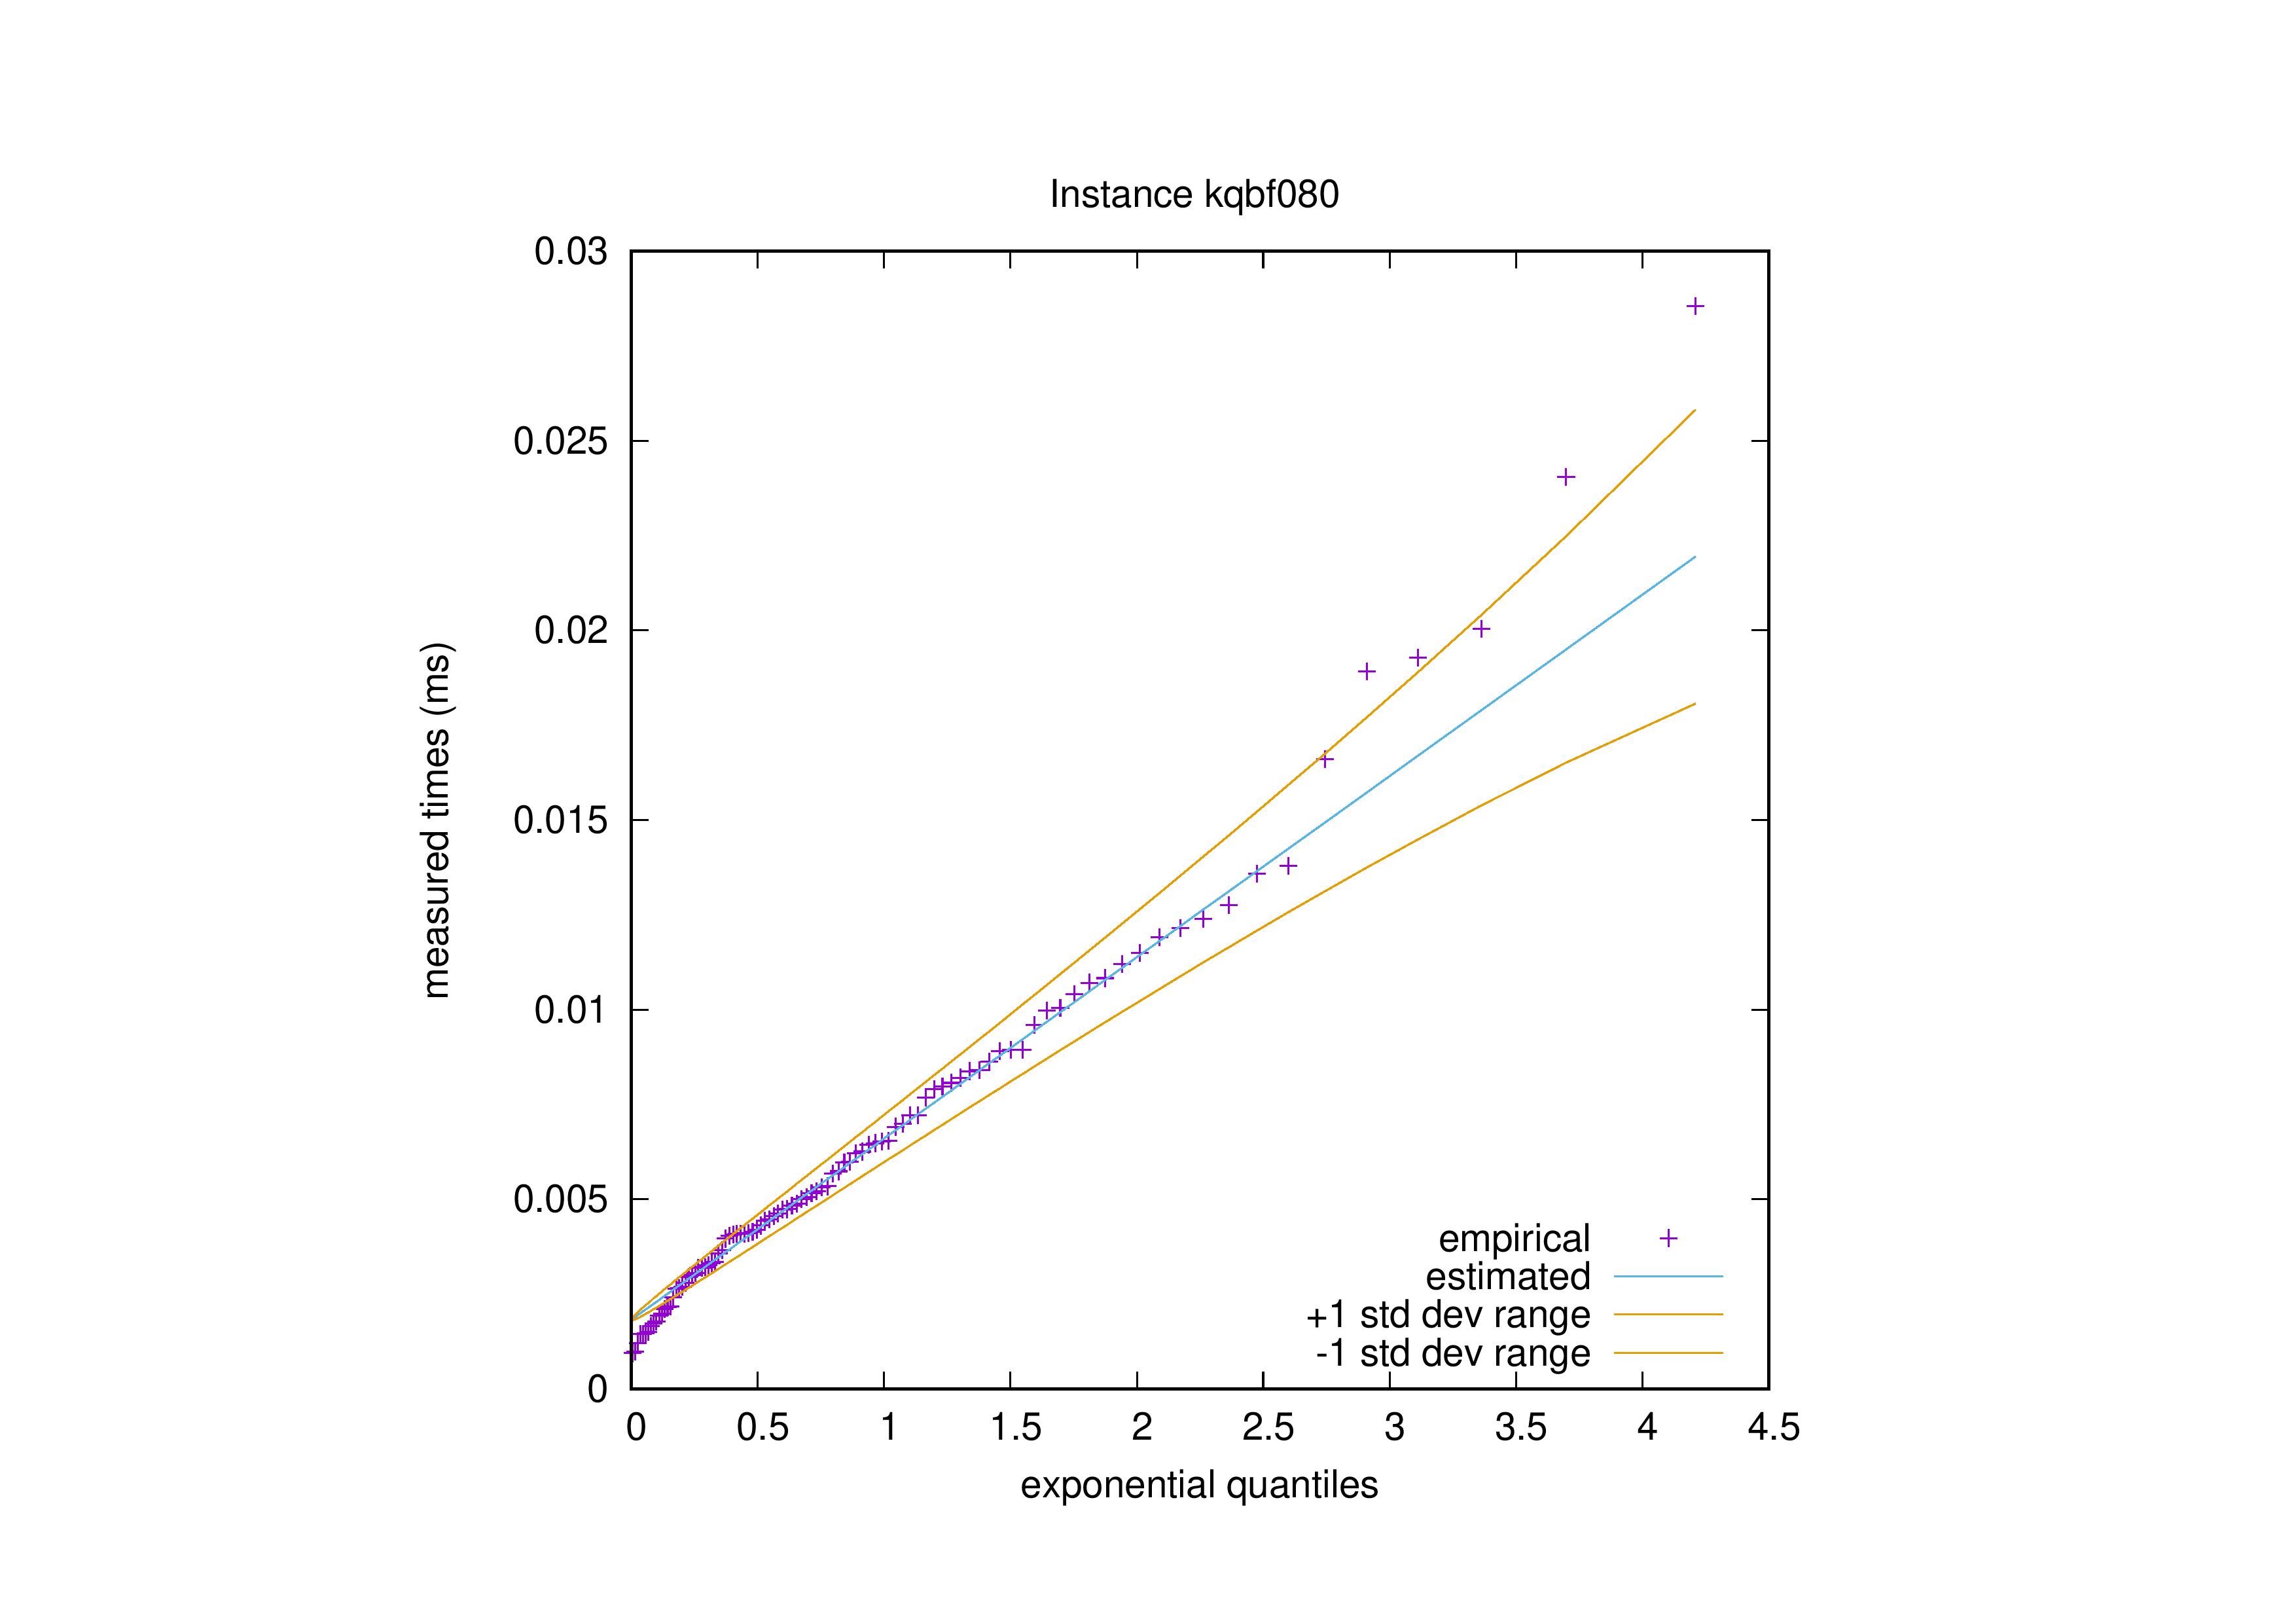 Instance kqbf080
0.03
0.025
0.02
0.015
0.01
0.005
0
measured times (ms)
empirical
estimated
+1 std dev range
-1 std dev range
0 0.5 1 1.5 2 2.5 3 3.5 4 4.5
exponential quantiles